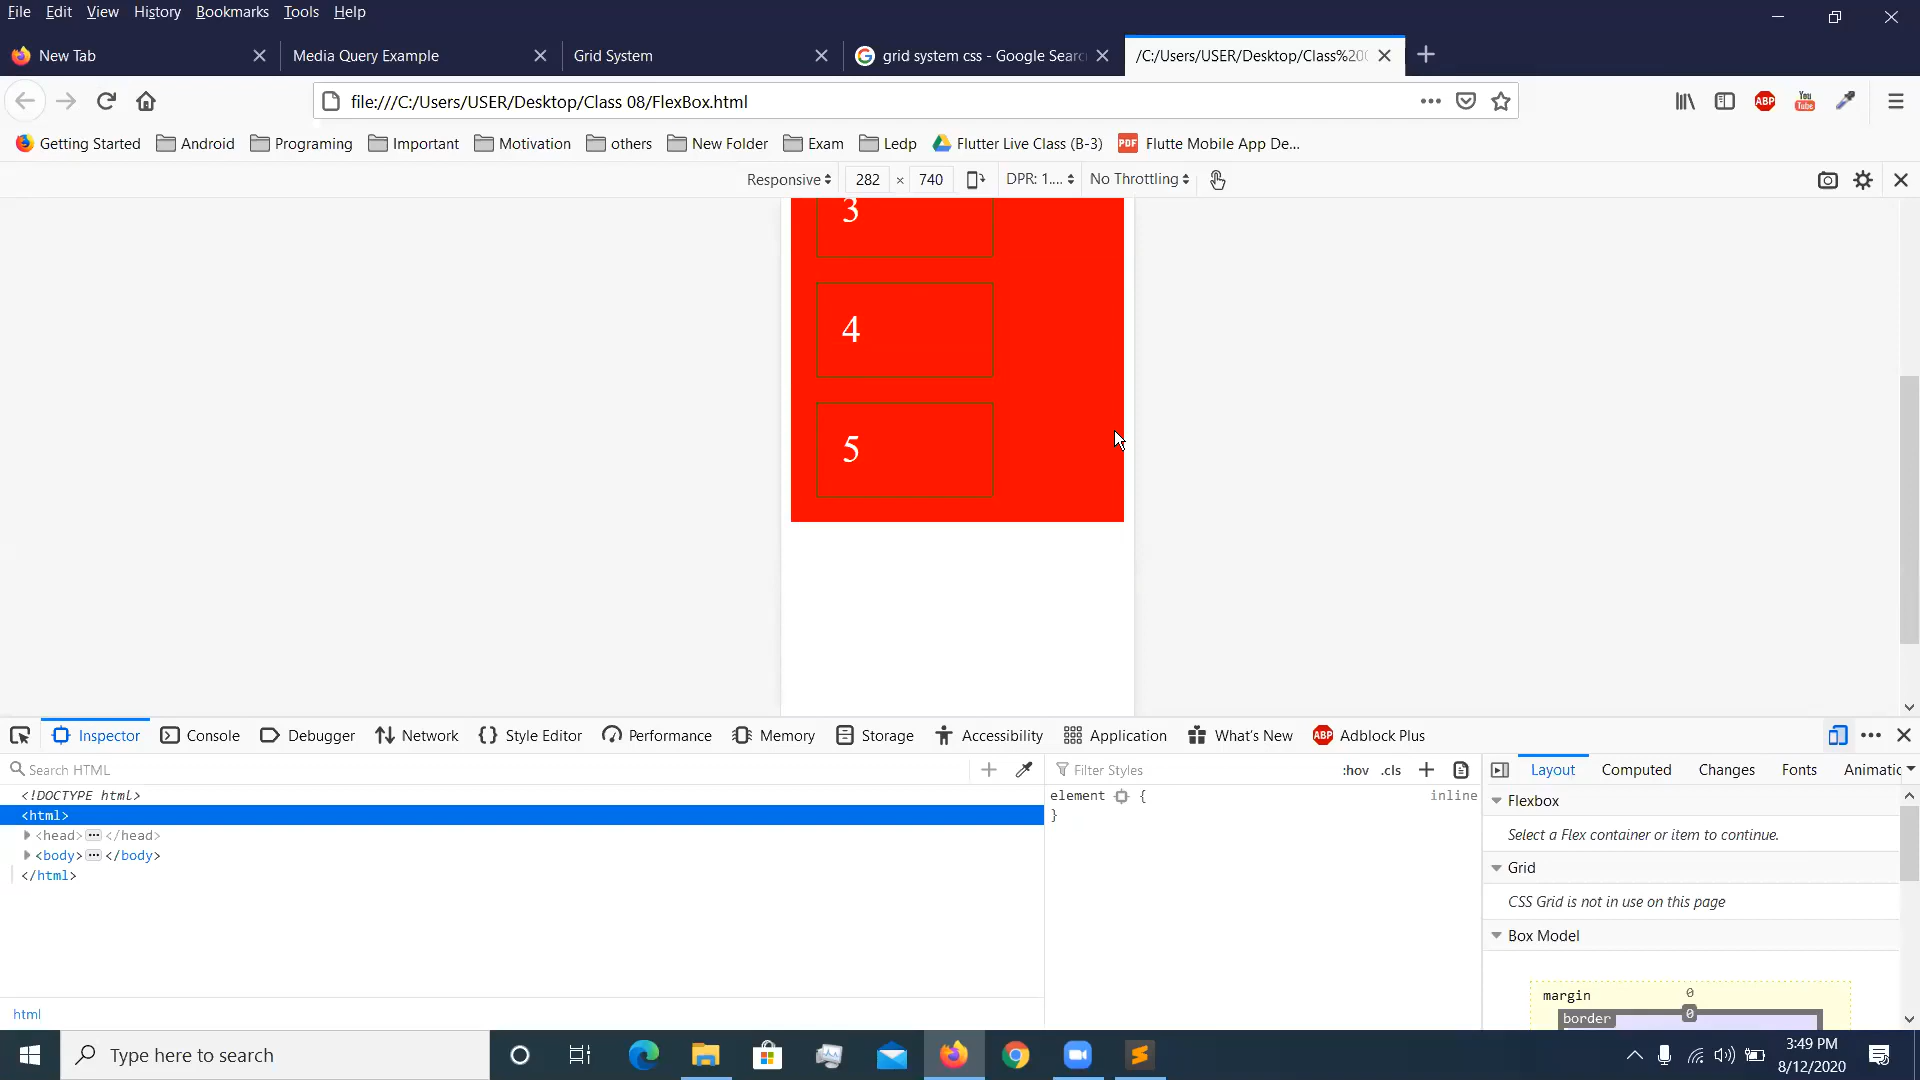 File Edit View History Bookmarks Tools Help
New Tab Media Query Example Grid System grid system css - Google Searc /C:/Users/USER/Desktop/Class%200
file:///C:/Users/USER/Desktop/Class 08/FlexBox.html ABP You Tube
Getting Started Android Programing Important Motivation others New Folder Exam Ledp Flutter Live Class (B-3) PDF Flutte Mobile App De...
Responsive 282 × 740 DPR: 1.... No Throttling
3
4
5
Inspector Console Debugger Network Style Editor Performance Memory Storage Accessibility Application What's New ABP Adblock Plus
Search HTML Filter Styles :hov .cls Layout Computed Changes Fonts Animatic
<!DOCTYPE html> element { inline Flexbox
<html> }
<head> </head> Select a Flex container or item to continue.
<body> </body> Grid
</html> CSS Grid is not in use on this page
Box Model
margin 0
border 0
html
Type here to search 3:49 PM
8/12/2020